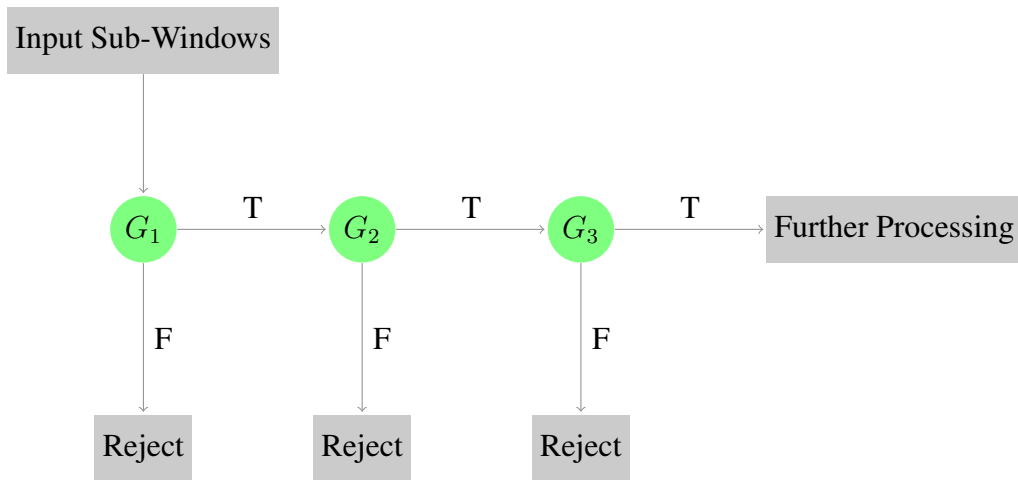 Input Sub-Windows
T
T
T
G₁
G₂
G₃
Further Processing
F
F
F
Reject
Reject
Reject